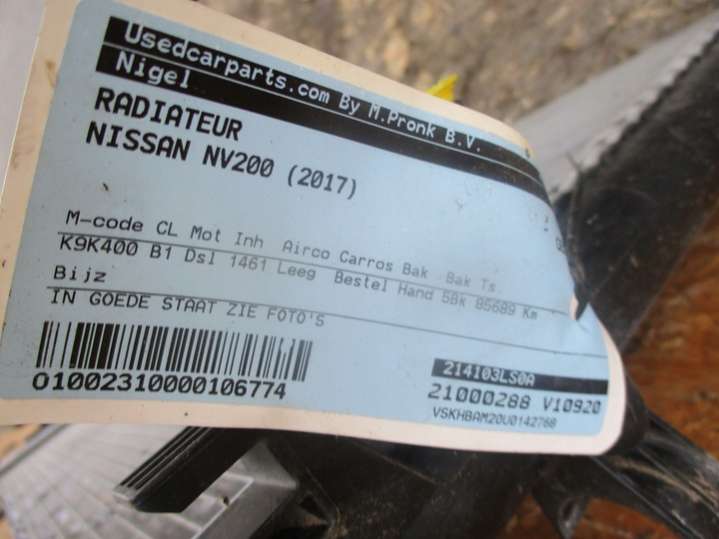 Usedcarparts.com By M.Pronk B.V.
Nigel
RADIATEUR
NISSAN NV200 (2017)
M-code CL Mot Inh Airco Carros Bak Bak Ts.
K9K400 B1 Dsl 1461 Leeg Bestel Hand 5Bk 85689 Km
Bijz
IN GOEDE STAAT ZIE FOTO'S
O1002310000106774
214103LS0A
21000288 V10920
VSKHBAM20U0142768